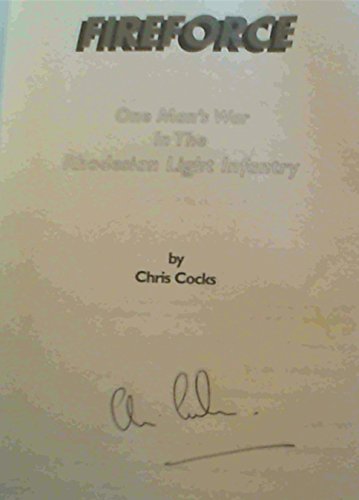 FIREFORCE
One Man's War
In The
Rhodesian Light Infantry
by
Chris Cocks